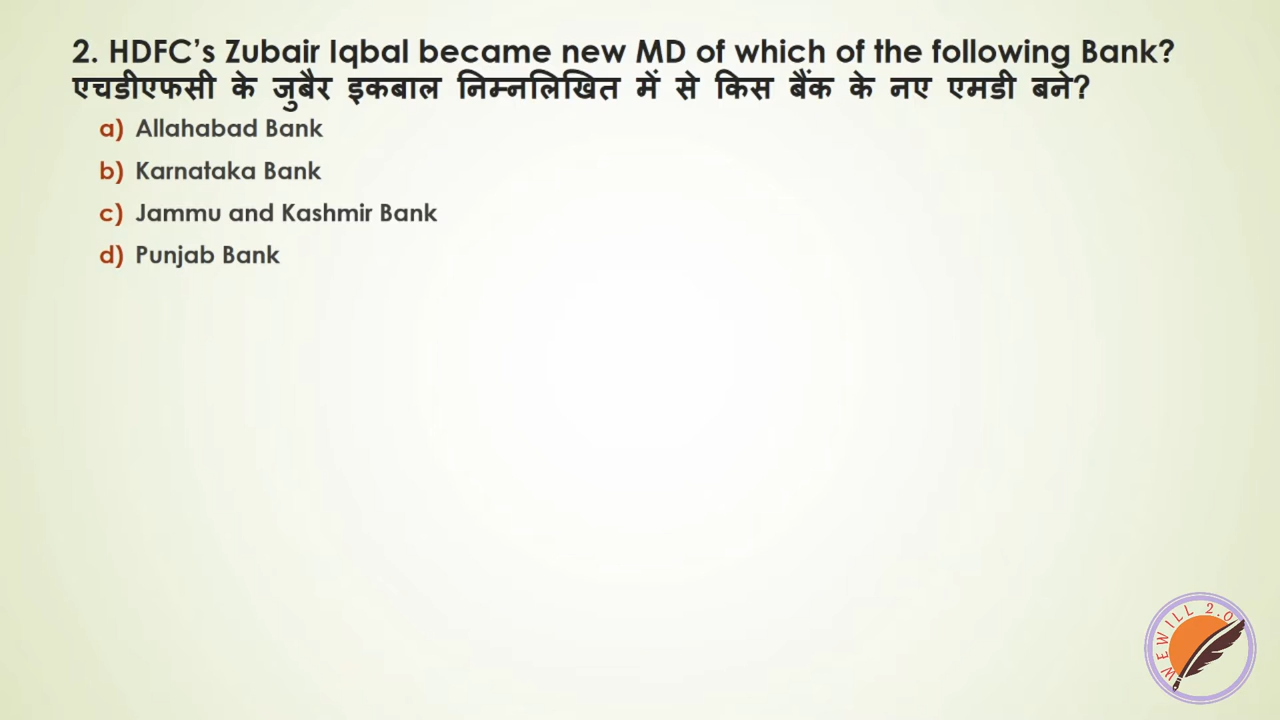 2. HDFC’s Zubair Iqbal became new MD of which of the following Bank?
एचडीएफसी के जुबैर इकबाल निम्नलिखित में से किस बैंक के नए एमडी बने?
a) Allahabad Bank
b) Karnataka Bank
c) Jammu and Kashmir Bank
d) Punjab Bank
WEWILL 2.0